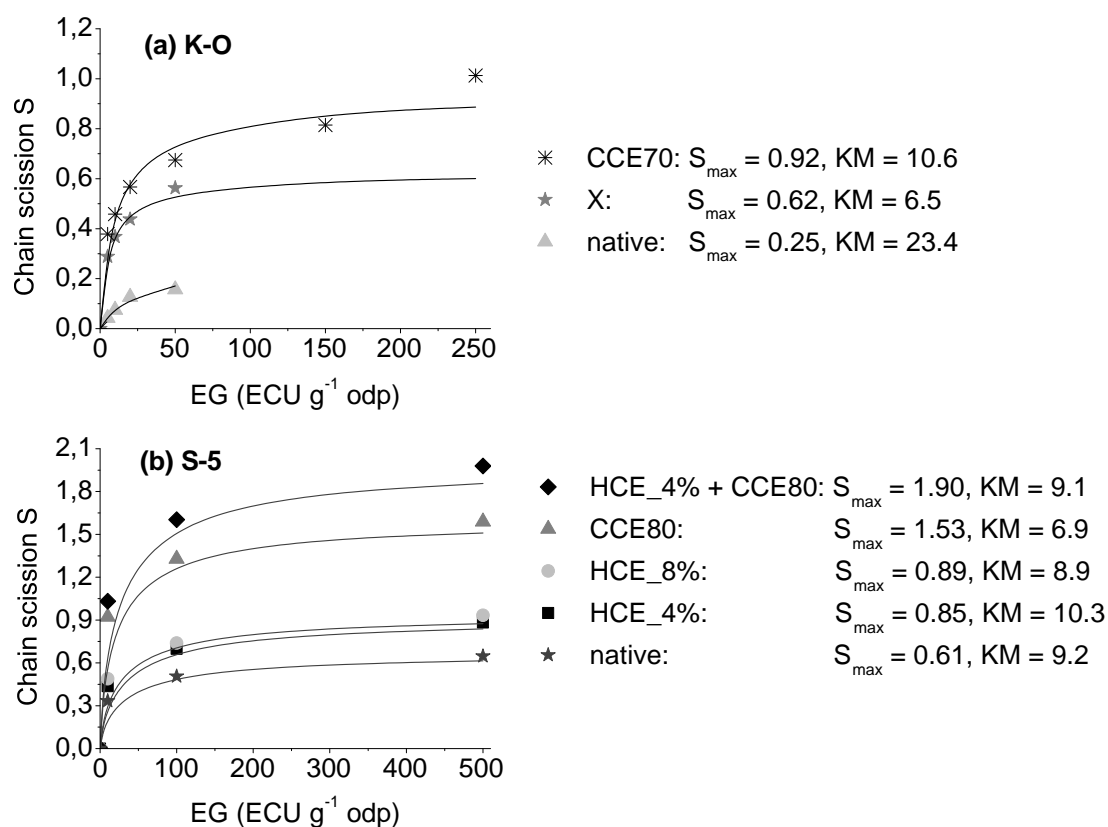 (a) K-O
Chain scission S
1,2
1,0
0,8
0,6
0,4
0,2
0,0
0 50 100 150 200 250
EG (ECU g⁻¹ odp)
CCE70: Sₘₐₓ = 0.92, KM = 10.6
X: Sₘₐₓ = 0.62, KM = 6.5
native: Sₘₐₓ = 0.25, KM = 23.4
(b) S-5
Chain scission S
2,1
1,8
1,5
1,2
0,9
0,6
0,3
0,0
0 100 200 300 400 500
EG (ECU g⁻¹ odp)
HCE_4% + CCE80: Sₘₐₓ = 1.90, KM = 9.1
CCE80: Sₘₐₓ = 1.53, KM = 6.9
HCE_8%: Sₘₐₓ = 0.89, KM = 8.9
HCE_4%: Sₘₐₓ = 0.85, KM = 10.3
native: Sₘₐₓ = 0.61, KM = 9.2